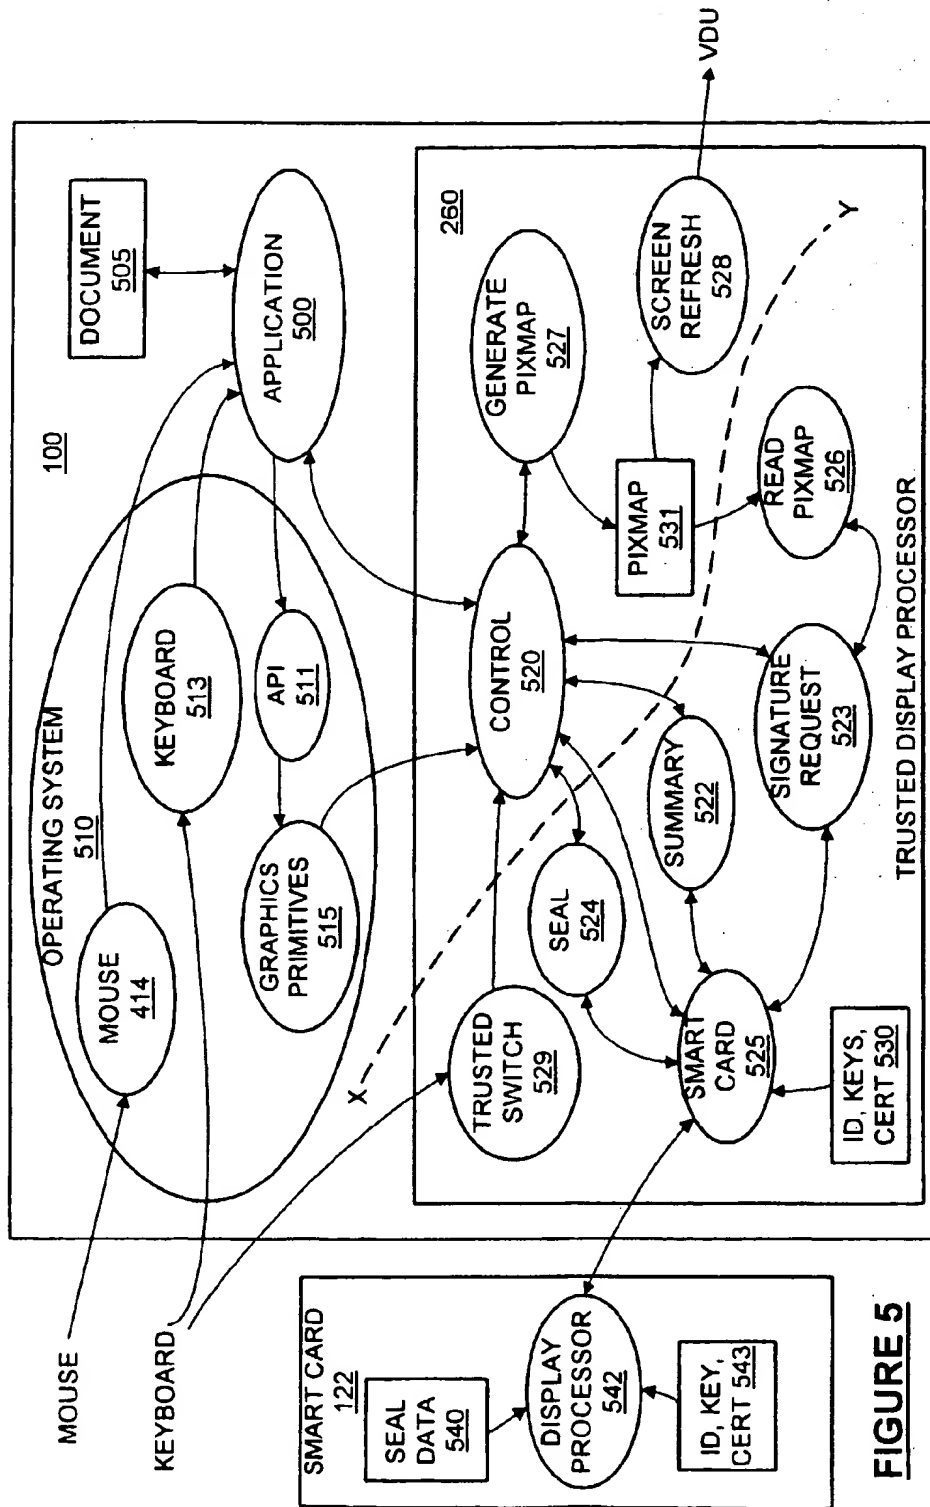 MOUSE
KEYBOARD
OPERATING SYSTEM
510
MOUSE
414
KEYBOARD
513
API
511
GRAPHICS
PRIMITIVES
515
100
DOCUMENT
505
APPLICATION
500
260
X
Y
TRUSTED
SWITCH
529
CONTROL
520
GENERATE
PIXMAP
527
PIXMAP
531
SCREEN
REFRESH
528
VDU
SEAL
524
SUMMARY
522
READ
PIXMAP
526
SIGNATURE
REQUEST
523
SMART
CARD
525
ID, KEYS,
CERT 530
TRUSTED DISPLAY PROCESSOR
SMART CARD
122
SEAL
DATA
540
DISPLAY
PROCESSOR
542
ID, KEY,
CERT 543
FIGURE 5